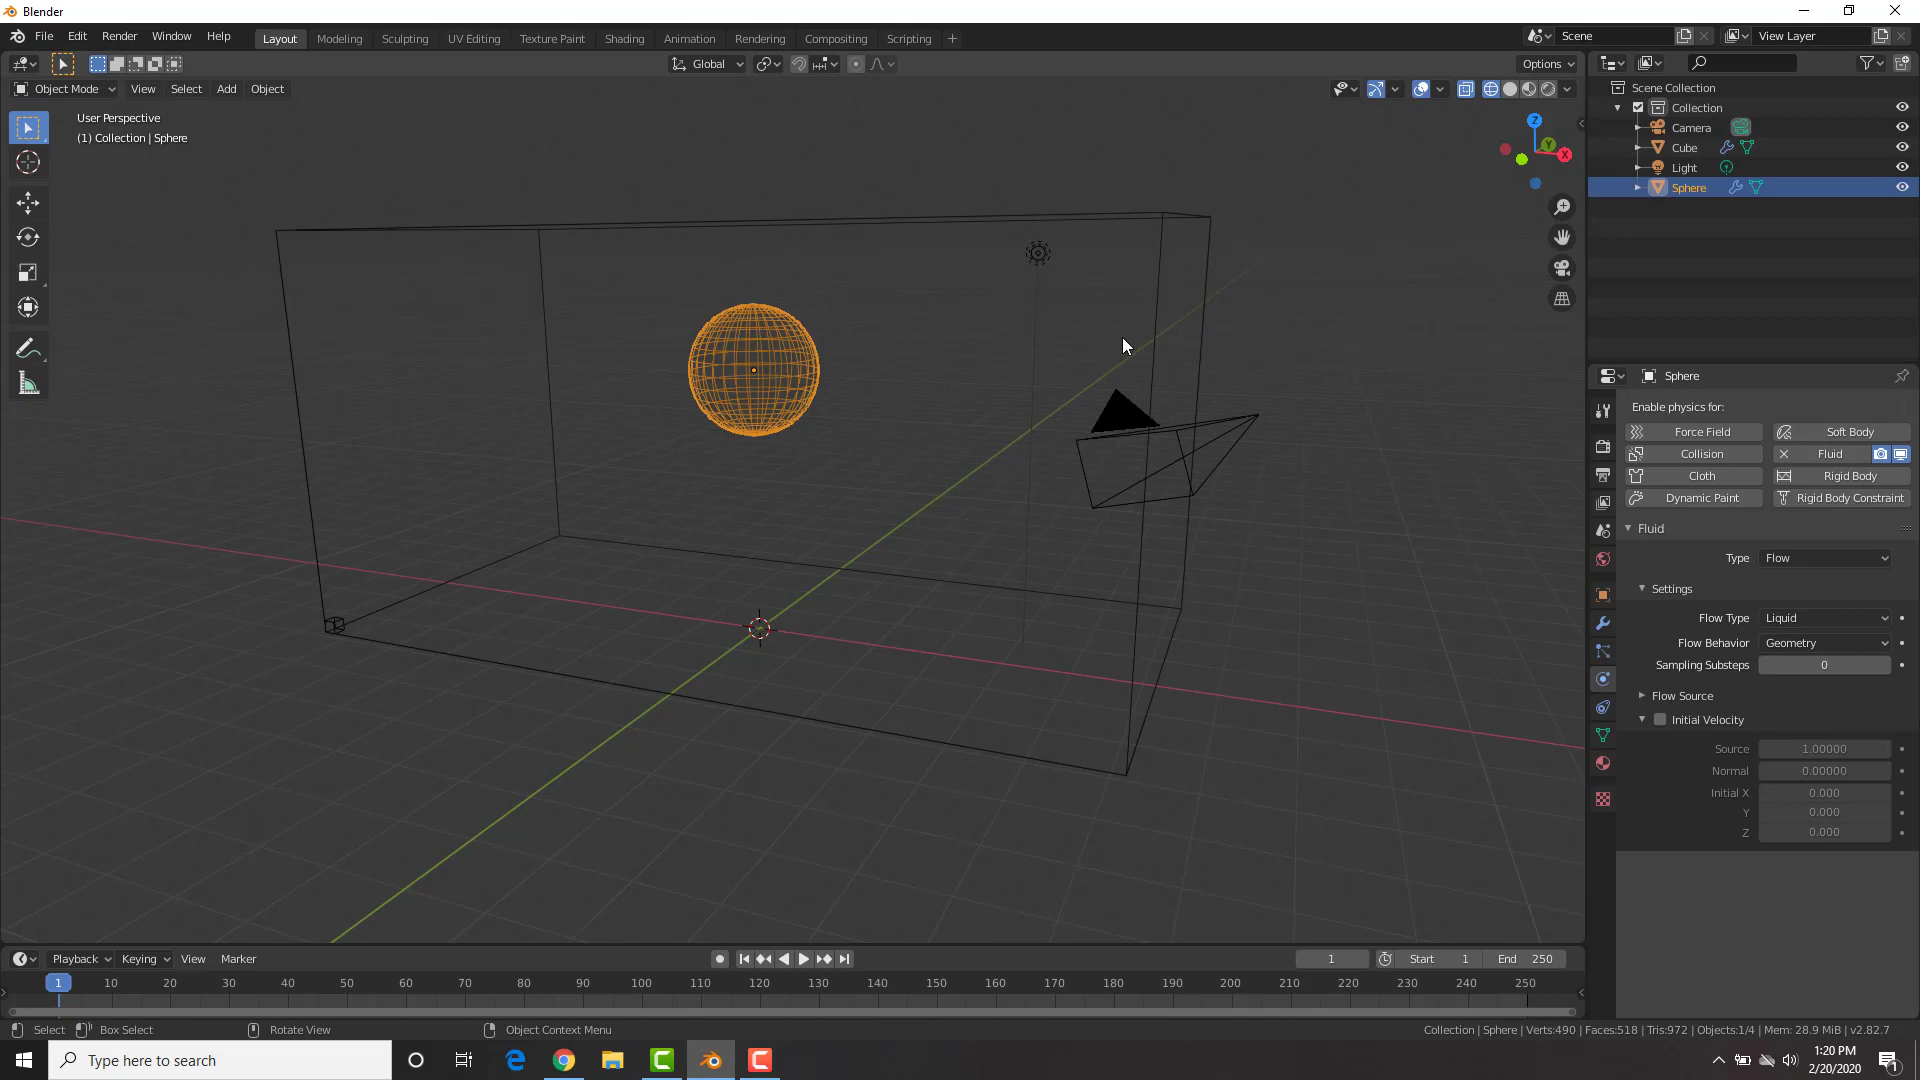 Blender
File Edit Render Window Help Layout Modeling Sculpting UV Editing Texture Paint Shading Animation Rendering Compositing Scripting + Scene View Layer
Global Options
Object Mode View Select Add Object
User Perspective
(1) Collection | Sphere
Z
Y
X
Scene Collection
Collection
Camera
Cube
Light
Sphere
Sphere
Enable physics for:
Force Field Soft Body
Collision Fluid
Cloth Rigid Body
Dynamic Paint Rigid Body Constraint
Fluid
Type Flow
Settings
Flow Type Liquid
Flow Behavior Geometry
Sampling Substeps 0
Flow Source
Initial Velocity
Source 1.00000
Normal 0.00000
Initial X 0.000
Y 0.000
Z 0.000
Playback Keying View Marker 1 Start 1 End 250
1 10 20 30 40 50 60 70 80 90 100 110 120 130 140 150 160 170 180 190 200 210 220 230 240 250
Select Box Select Rotate View Object Context Menu Collection | Sphere | Verts:490 | Faces:518 | Tris:972 | Objects:1/4 | Mem: 28.9 MiB | v2.82.7
Type here to search
1:20 PM
2/20/2020
1